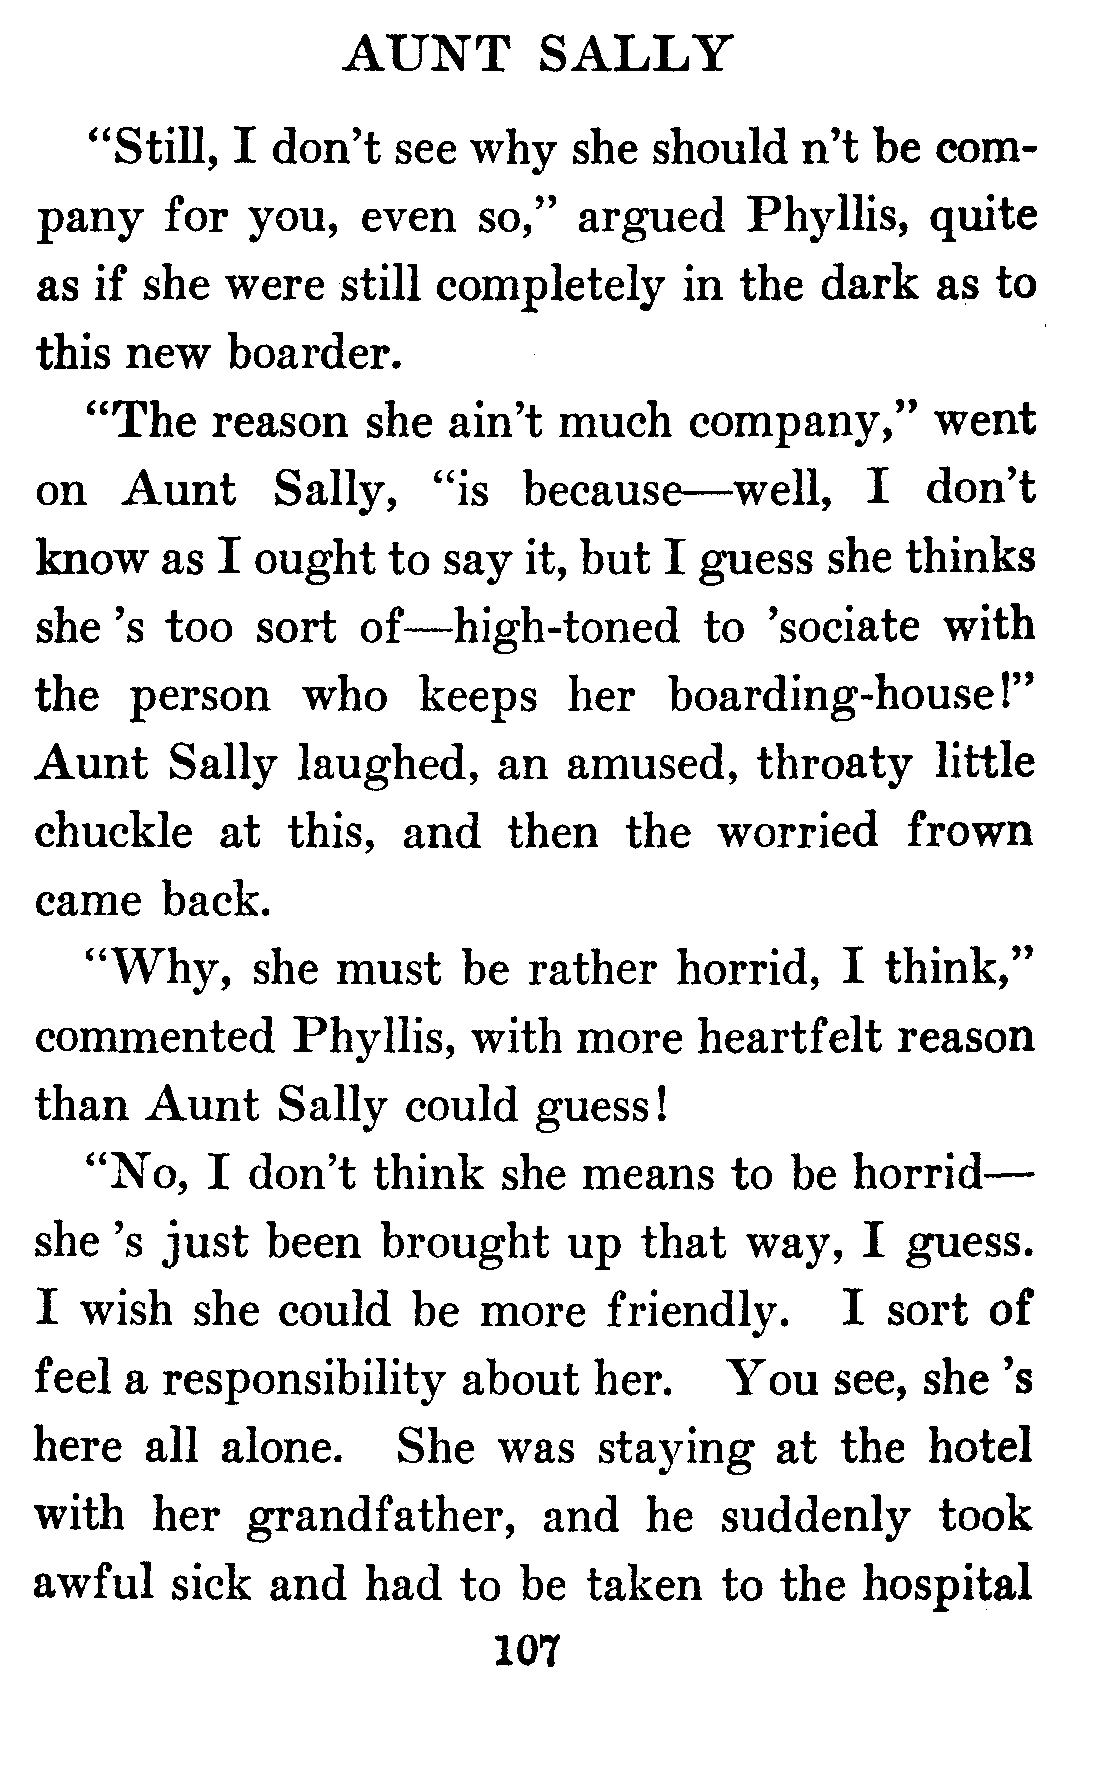 AUNT SALLY
“Still, I don’t see why she should n’t be com-
pany for you, even so,” argued Phyllis, quite
as if she were still completely in the dark as to
this new boarder.
“The reason she ain’t much company,” went
on Aunt Sally, “is because—well, I don’t
know as I ought to say it, but I guess she thinks
she ’s too sort of—high-toned to ’sociate with
the person who keeps her boarding-house!”
Aunt Sally laughed, an amused, throaty little
chuckle at this, and then the worried frown
came back.
“Why, she must be rather horrid, I think,”
commented Phyllis, with more heartfelt reason
than Aunt Sally could guess!
“No, I don’t think she means to be horrid—
she ’s just been brought up that way, I guess.
I wish she could be more friendly. I sort of
feel a responsibility about her. You see, she ’s
here all alone. She was staying at the hotel
with her grandfather, and he suddenly took
awful sick and had to be taken to the hospital
107